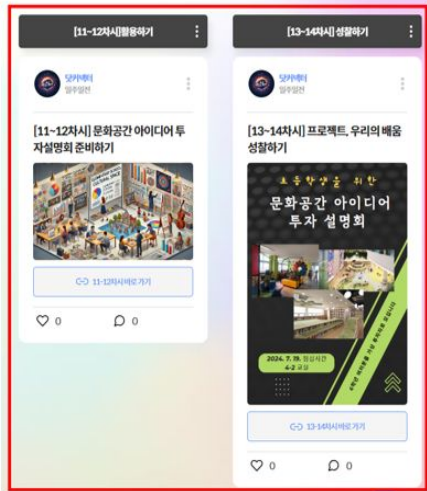 [11~12차시]활용하기
닷커넥터
일주일전
[11~12차시] 문화공간 아이디어 투
자설명회 준비하기
11-12차시 바로 가기
0
0
[13~14차시] 성찰하기
닷커넥터
일주일전
[13~14차시] 프로젝트, 우리의 배움
성찰하기
초등학생을 위한
문화공간 아이디어
투자 설명회
2024. 7. 19. 점심시간
4-2 교실
13-14차시 바로 가기
0
0